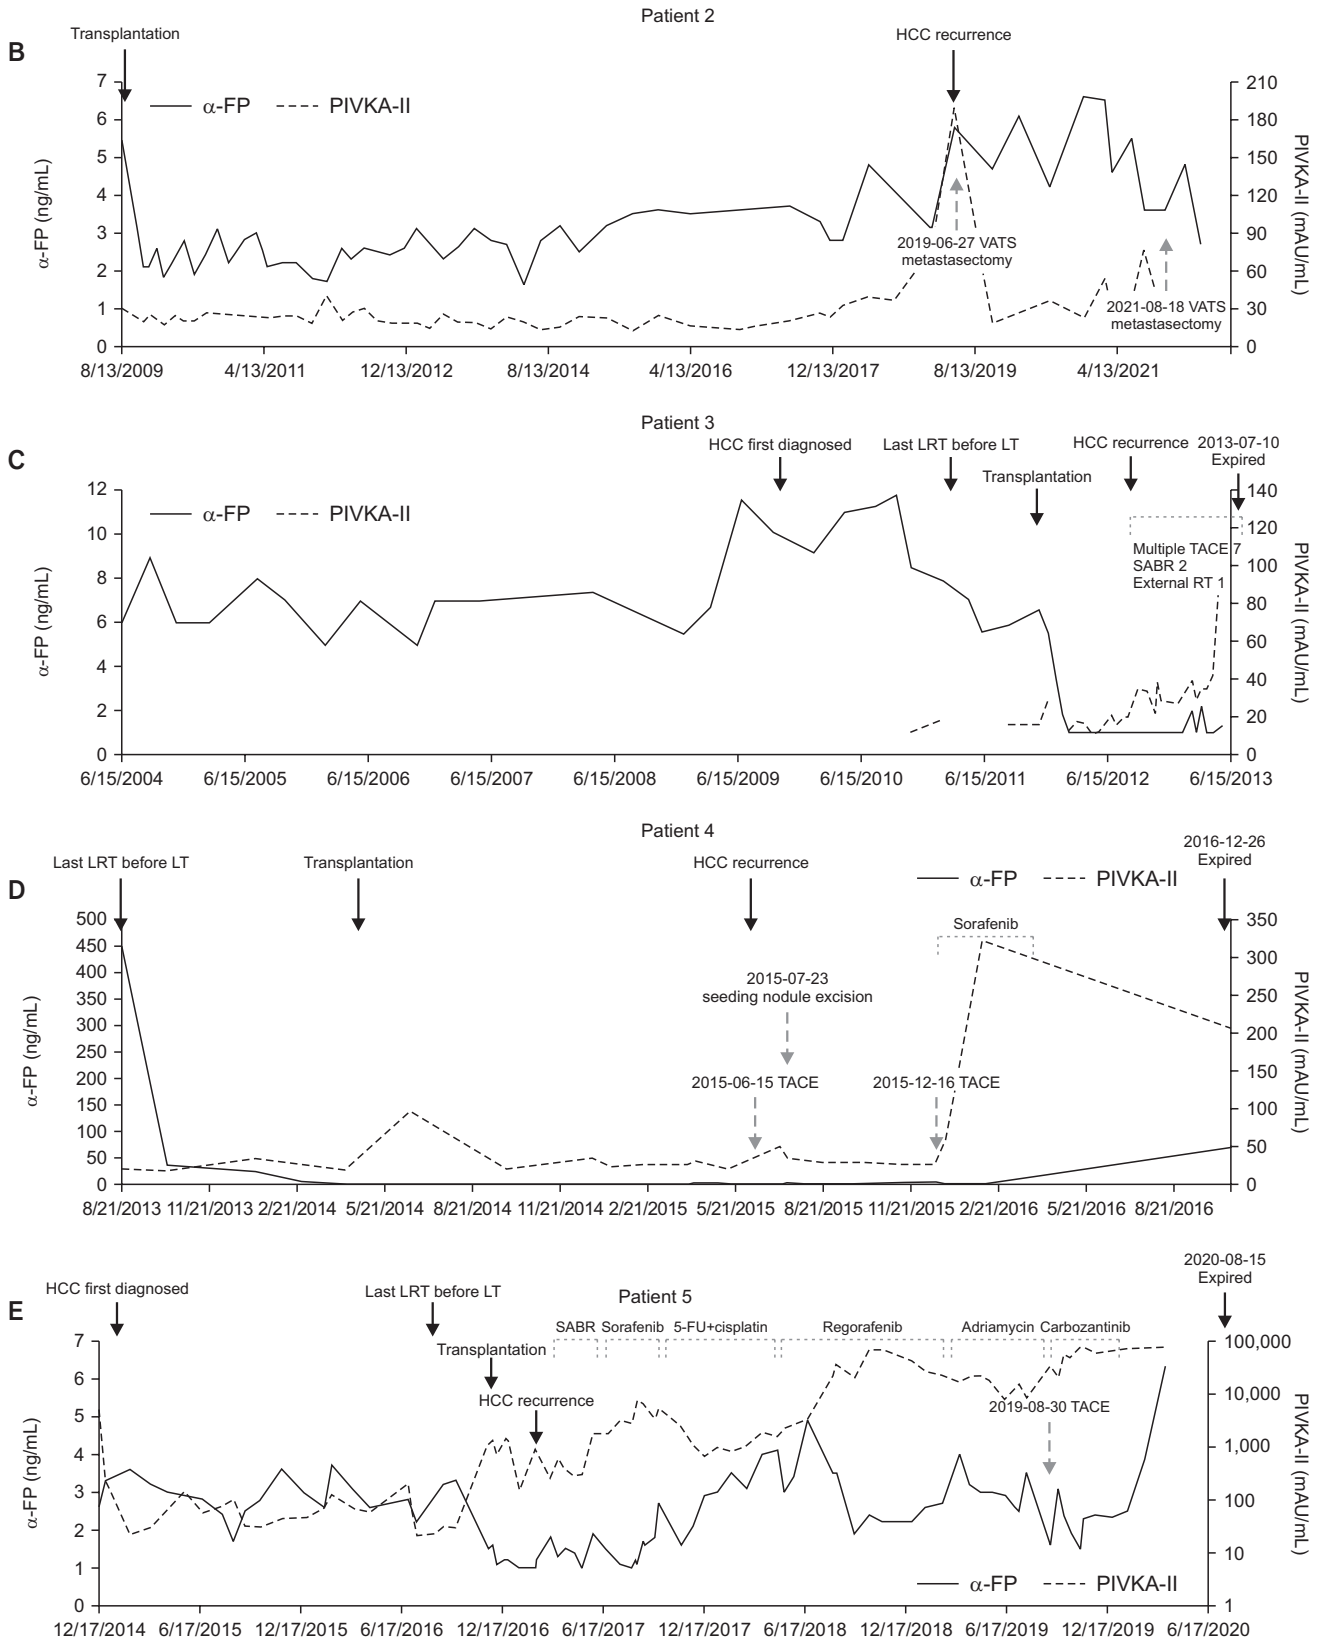 Patient 2
B
Transplantation
HCC recurrence
α-FP
PIVKA-II
α-FP (ng/mL)
7
6
5
4
3
2
1
0
PIVKA-II (mAU/mL)
210
180
150
120
90
60
30
0
2019-06-27 VATS
metastasectomy
2021-08-18 VATS
metastasectomy
8/13/2009
4/13/2011
12/13/2012
8/13/2014
4/13/2016
12/13/2017
8/13/2019
4/13/2021
Patient 3
C
HCC first diagnosed
Last LRT before LT
Transplantation
HCC recurrence
2013-07-10
Expired
α-FP
PIVKA-II
α-FP (ng/mL)
12
10
8
6
4
2
0
PIVKA-II (mAU/mL)
140
120
100
80
60
40
20
0
Multiple TACE 7
SABR 2
External RT 1
6/15/2004
6/15/2005
6/15/2006
6/15/2007
6/15/2008
6/15/2009
6/15/2010
6/15/2011
6/15/2012
6/15/2013
Patient 4
D
Last LRT before LT
Transplantation
HCC recurrence
2016-12-26
Expired
α-FP
PIVKA-II
α-FP (ng/mL)
500
450
400
350
300
250
200
150
100
50
0
PIVKA-II (mAU/mL)
350
300
250
200
150
100
50
0
Sorafenib
2015-07-23
seeding nodule excision
2015-06-15 TACE
2015-12-16 TACE
8/21/2013
11/21/2013
2/21/2014
5/21/2014
8/21/2014
11/21/2014
2/21/2015
5/21/2015
8/21/2015
11/21/2015
2/21/2016
5/21/2016
8/21/2016
Patient 5
E
HCC first diagnosed
Last LRT before LT
Transplantation
HCC recurrence
2020-08-15
Expired
SABR
Sorafenib
5-FU+cisplatin
Regorafenib
Adriamycin
Carbozantinib
2019-08-30 TACE
α-FP
PIVKA-II
α-FP (ng/mL)
7
6
5
4
3
2
1
0
PIVKA-II (mAU/mL)
100,000
10,000
1,000
100
10
1
12/17/2014
6/17/2015
12/17/2015
6/17/2016
12/17/2016
6/17/2017
12/17/2017
6/17/2018
12/17/2018
6/17/2019
12/17/2019
6/17/2020